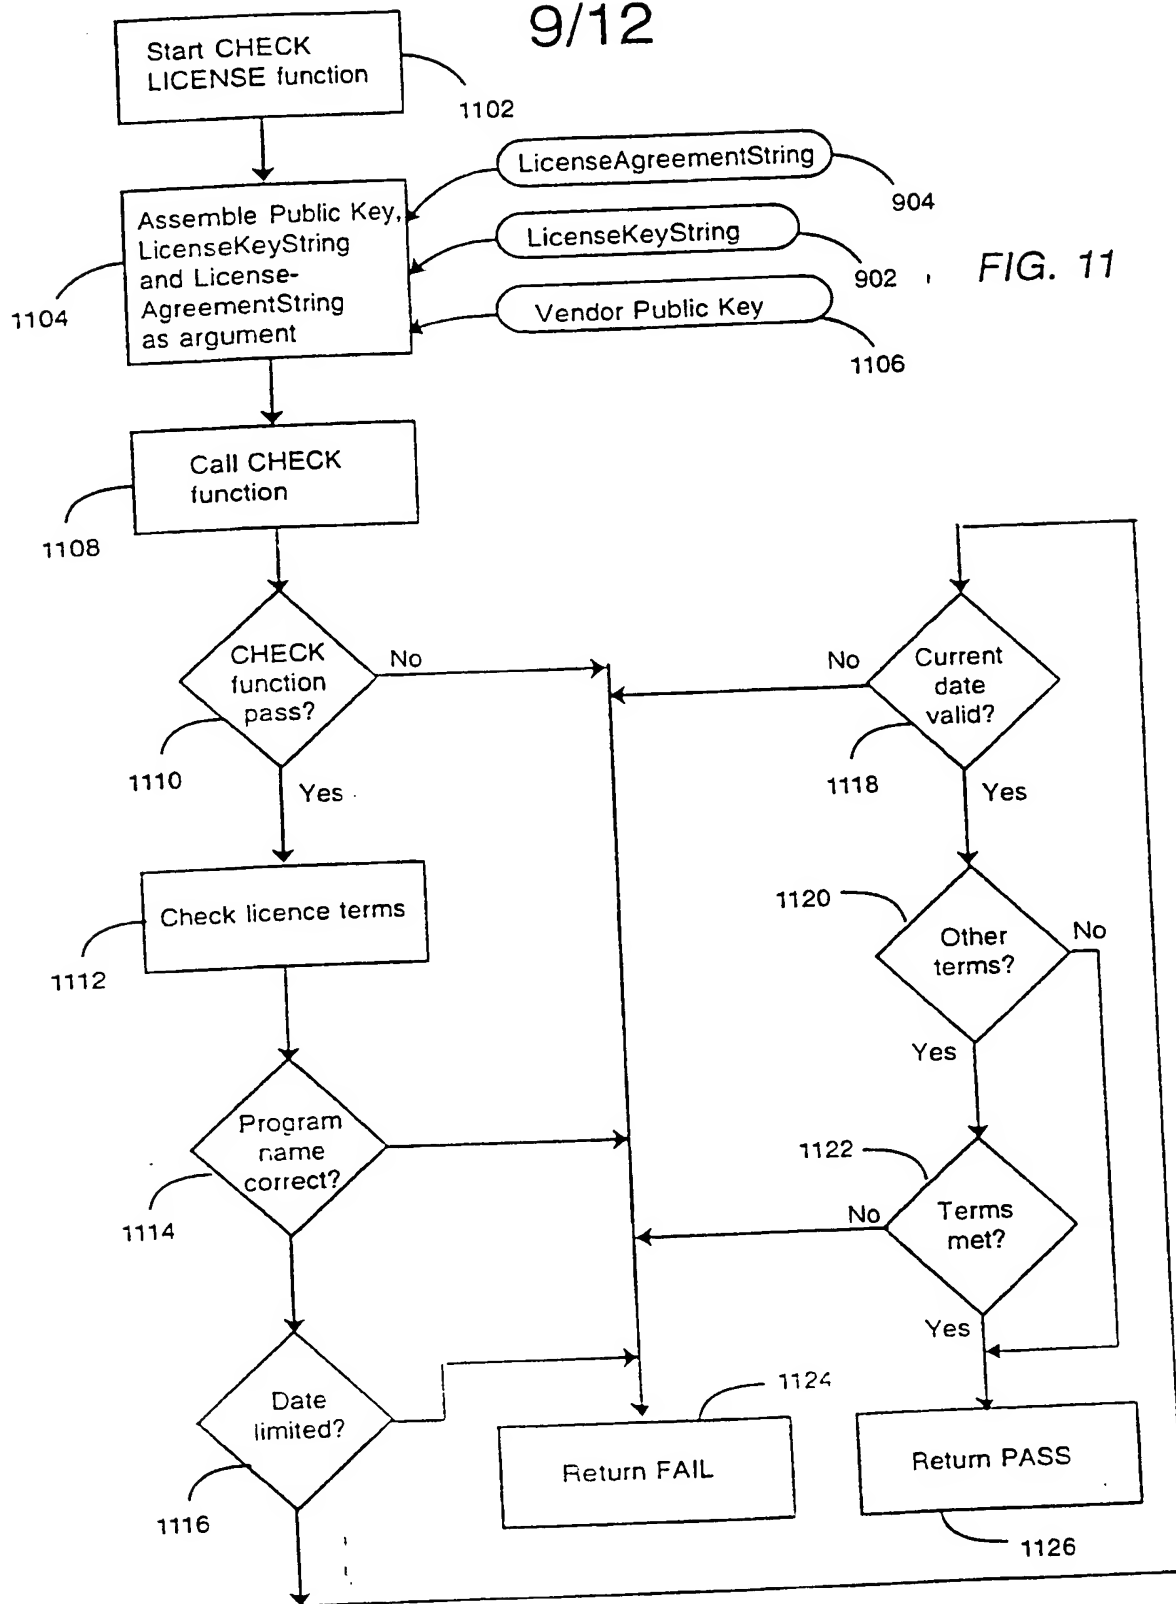 9/12
Start CHECK
LICENSE function
1102
LicenseAgreementString
904
Assemble Public Key,
LicenseKeyString
and License-
AgreementString
as argument
1104
LicenseKeyString
902
FIG. 11
Vendor Public Key
1106
Call CHECK
function
1108
CHECK
function
pass?
No
1110
Yes
No
Current
date
valid?
1118
Yes
Check licence terms
1112
1120
Other
terms?
No
Yes
Program
name
correct?
1114
1122
Terms
met?
No
Yes
Date
limited?
1116
1124
Return FAIL
Return PASS
1126